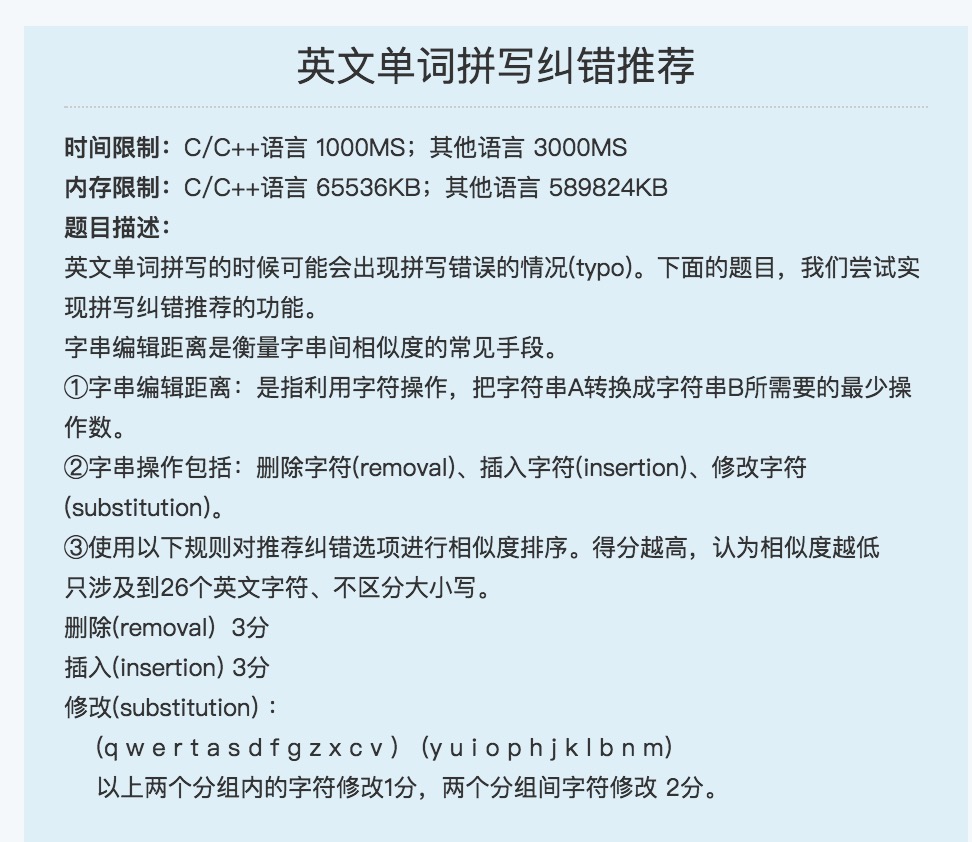 英文单词拼写纠错推荐
时间限制：C/C++语言 1000MS；其他语言 3000MS
内存限制：C/C++语言 65536KB；其他语言 589824KB
题目描述：
英文单词拼写的时候可能会出现拼写错误的情况(typo)。下面的题目，我们尝试实
现拼写纠错推荐的功能。
字串编辑距离是衡量字串间相似度的常见手段。
①字串编辑距离：是指利用字符操作，把字符串A转换成字符串B所需要的最少操
作数。
②字串操作包括：删除字符(removal)、插入字符(insertion)、修改字符
(substitution)。
③使用以下规则对推荐纠错选项进行相似度排序。得分越高，认为相似度越低
只涉及到26个英文字符、不区分大小写。
删除(removal）3分
插入(insertion) 3分
修改(substitution)：
(q w e r t a s d f g z x c v ) (y u i o p h j k l b n m)
以上两个分组内的字符修改1分，两个分组间字符修改 2分。